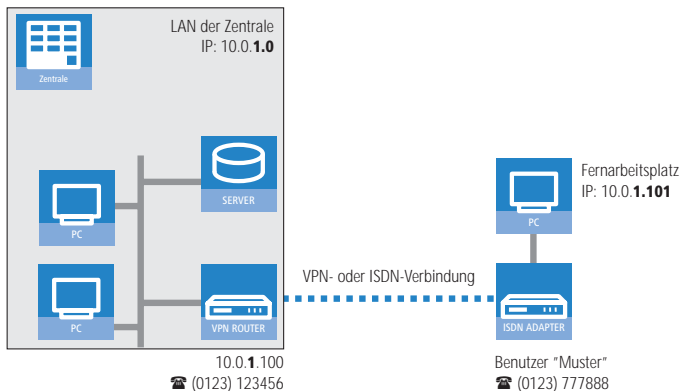 LAN der Zentrale
IP: 10.0.1.0
Zentrale
SERVER
PC
PC
VPN ROUTER
10.0.1.100
☎ (0123) 123456
VPN- oder ISDN-Verbindung
Fernarbeitsplatz
IP: 10.0.1.101
PC
ISDN ADAPTER
Benutzer "Muster"
☎ (0123) 777888